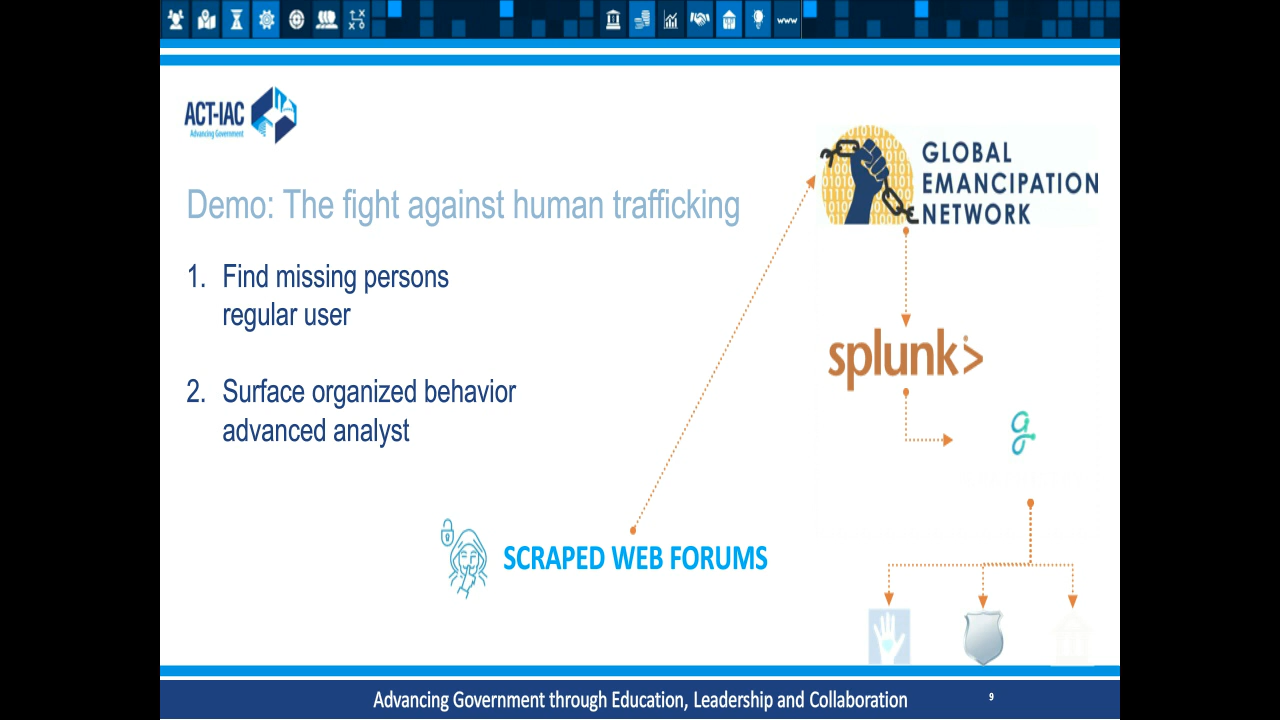 www
ACT-IAC
Advancing Government
GLOBAL
EMANCIPATION
NETWORK
Demo: The fight against human trafficking
1. Find missing persons
regular user
2. Surface organized behavior
advanced analyst
splunk>
g
SCRAPED WEB FORUMS
Advancing Government through Education, Leadership and Collaboration
9